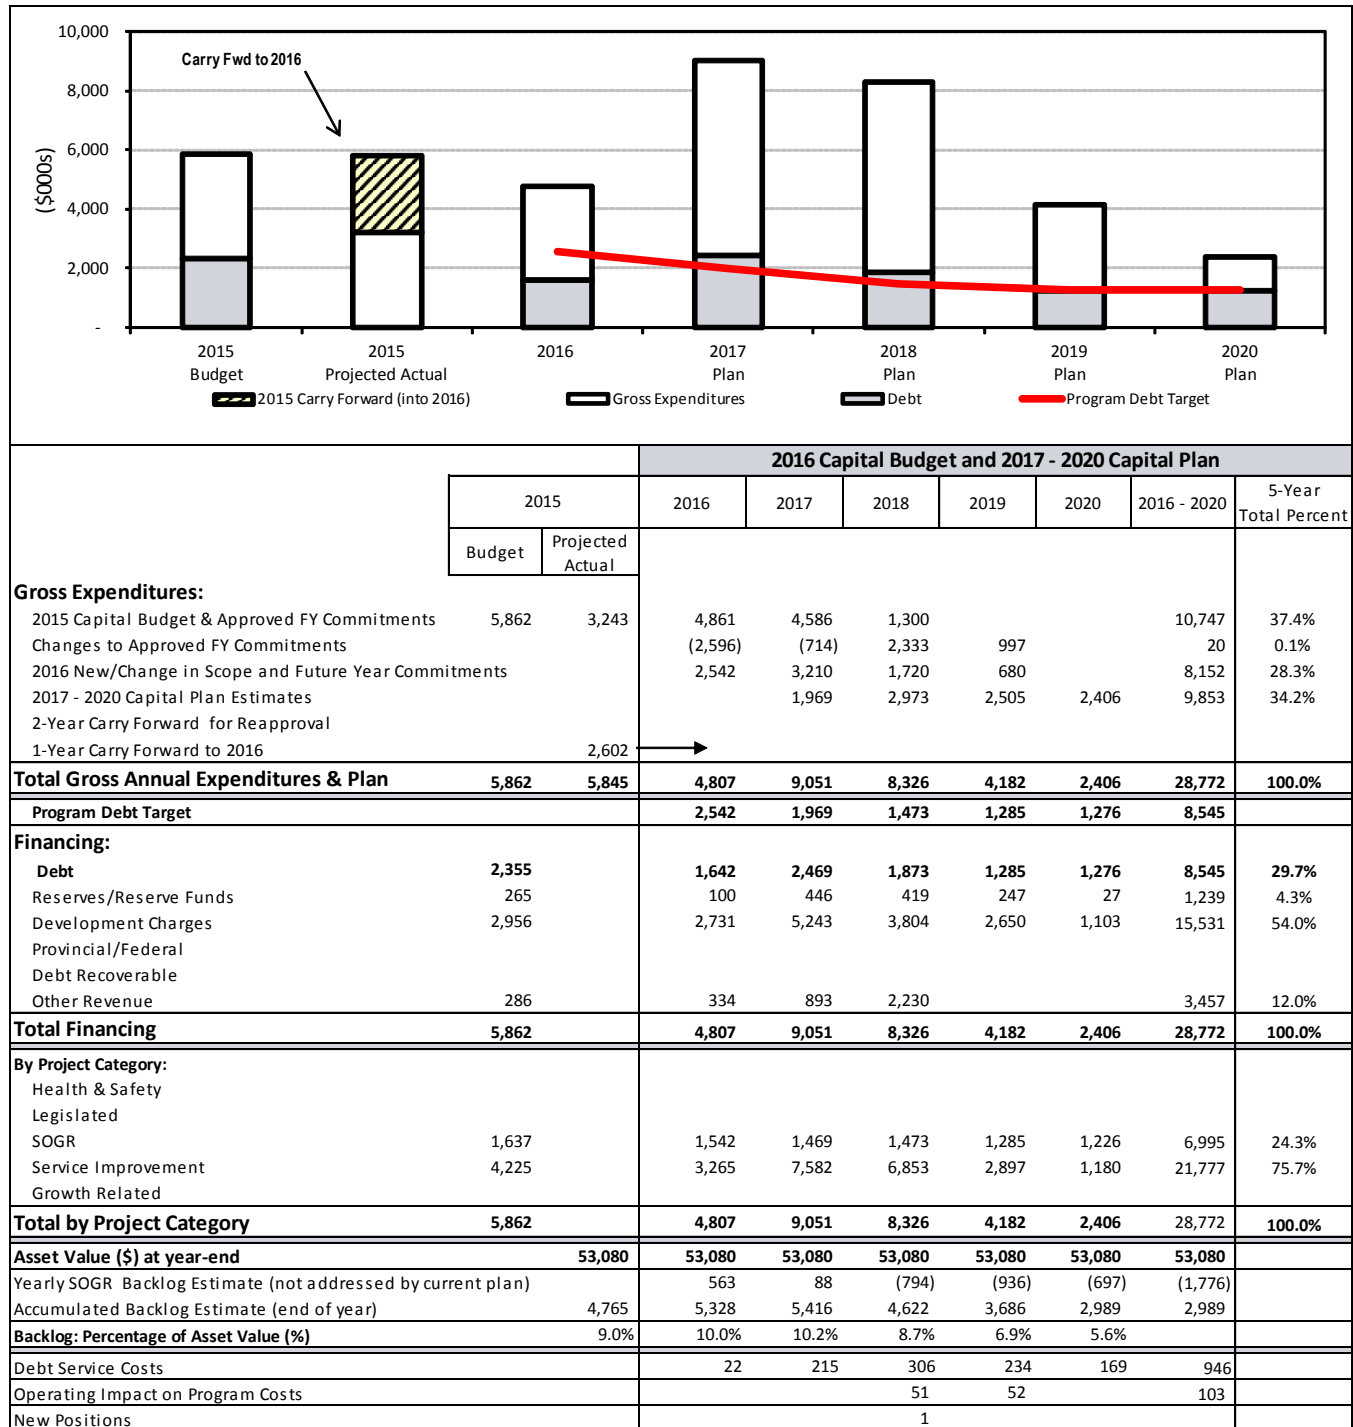 10,000
Carry Fwd to 2016
8,000
6,000
($000s)
4,000
2,000
-
2015 2015 2016 2017 2018 2019 2020
Budget Projected Actual Plan Plan Plan Plan
2015 Carry Forward (into 2016) Gross Expenditures Debt Program Debt Target
2016 Capital Budget and 2017 - 2020 Capital Plan
2015 2016 2017 2018 2019 2020 2016 - 2020 5-Year Total Percent
Budget Projected Actual
Gross Expenditures:
2015 Capital Budget & Approved FY Commitments 5,862 3,243 4,861 4,586 1,300 10,747 37.4%
Changes to Approved FY Commitments (2,596) (714) 2,333 997 20 0.1%
2016 New/Change in Scope and Future Year Commitments 2,542 3,210 1,720 680 8,152 28.3%
2017 - 2020 Capital Plan Estimates 1,969 2,973 2,505 2,406 9,853 34.2%
2-Year Carry Forward for Reapproval
1-Year Carry Forward to 2016 2,602
Total Gross Annual Expenditures & Plan 5,862 5,845 4,807 9,051 8,326 4,182 2,406 28,772 100.0%
Program Debt Target 2,542 1,969 1,473 1,285 1,276 8,545
Financing:
Debt 2,355 1,642 2,469 1,873 1,285 1,276 8,545 29.7%
Reserves/Reserve Funds 265 100 446 419 247 27 1,239 4.3%
Development Charges 2,956 2,731 5,243 3,804 2,650 1,103 15,531 54.0%
Provincial/Federal
Debt Recoverable
Other Revenue 286 334 893 2,230 3,457 12.0%
Total Financing 5,862 4,807 9,051 8,326 4,182 2,406 28,772 100.0%
By Project Category:
Health & Safety
Legislated
SOGR 1,637 1,542 1,469 1,473 1,285 1,226 6,995 24.3%
Service Improvement 4,225 3,265 7,582 6,853 2,897 1,180 21,777 75.7%
Growth Related
Total by Project Category 5,862 4,807 9,051 8,326 4,182 2,406 28,772 100.0%
Asset Value ($) at year-end 53,080 53,080 53,080 53,080 53,080 53,080 53,080
Yearly SOGR Backlog Estimate (not addressed by current plan) 563 88 (794) (936) (697) (1,776)
Accumulated Backlog Estimate (end of year) 4,765 5,328 5,416 4,622 3,686 2,989 2,989
Backlog: Percentage of Asset Value (%) 9.0% 10.0% 10.2% 8.7% 6.9% 5.6%
Debt Service Costs 22 215 306 234 169 946
Operating Impact on Program Costs 51 52 103
New Positions 1